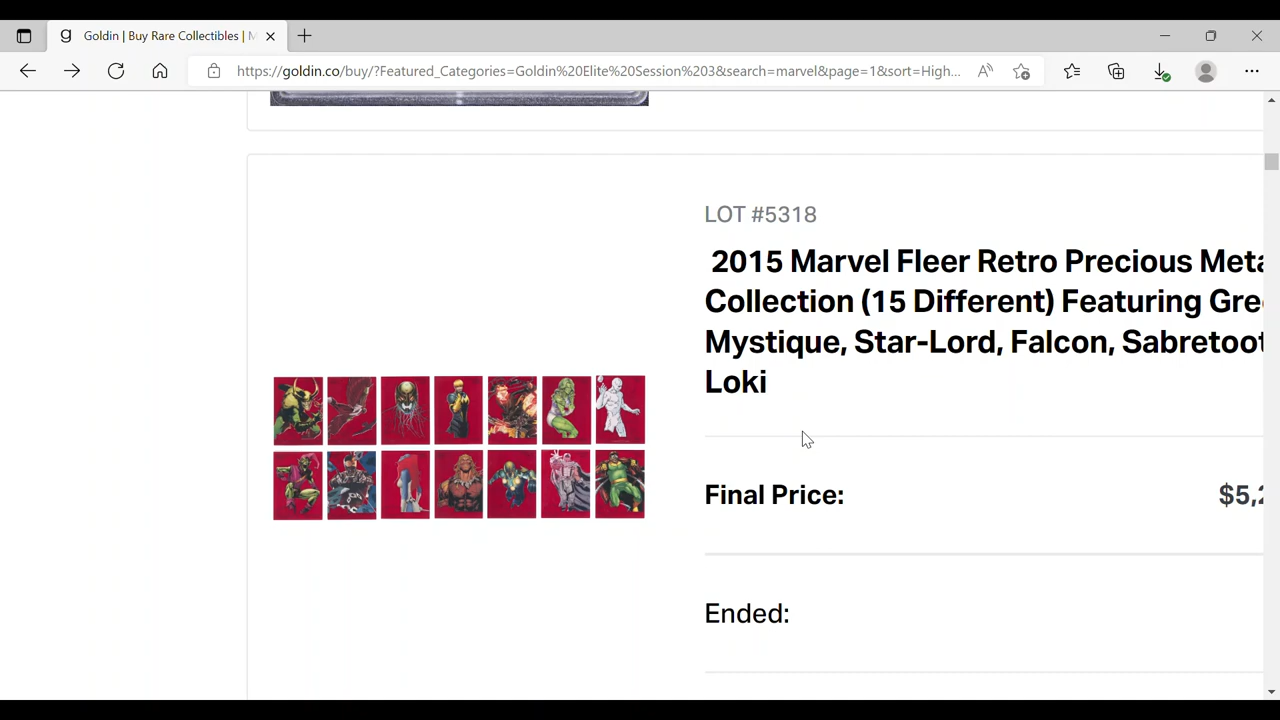 Goldin | Buy Rare Collectibles |
https://goldin.co/buy/?Featured_Categories=Goldin%20Elite%20Session%203&search=marvel&page=1&sort=High...
LOT #5318
2015 Marvel Fleer Retro Precious Meta
Collection (15 Different) Featuring Gre
Mystique, Star-Lord, Falcon, Sabretoot
Loki
Final Price:
$5,2
Ended: